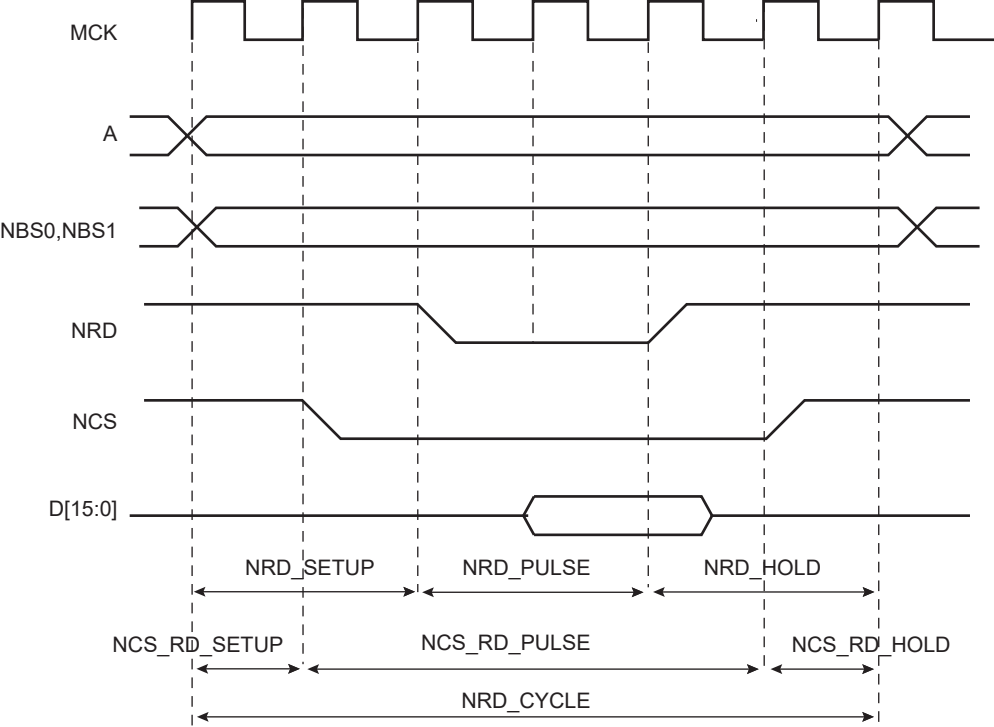 MCK
A
NBS0,NBS1
NRD
NCS
D[15:0]
NRD_SETUP NRD_PULSE NRD_HOLD
NCS_RD_SETUP NCS_RD_PULSE NCS_RD_HOLD
NRD_CYCLE